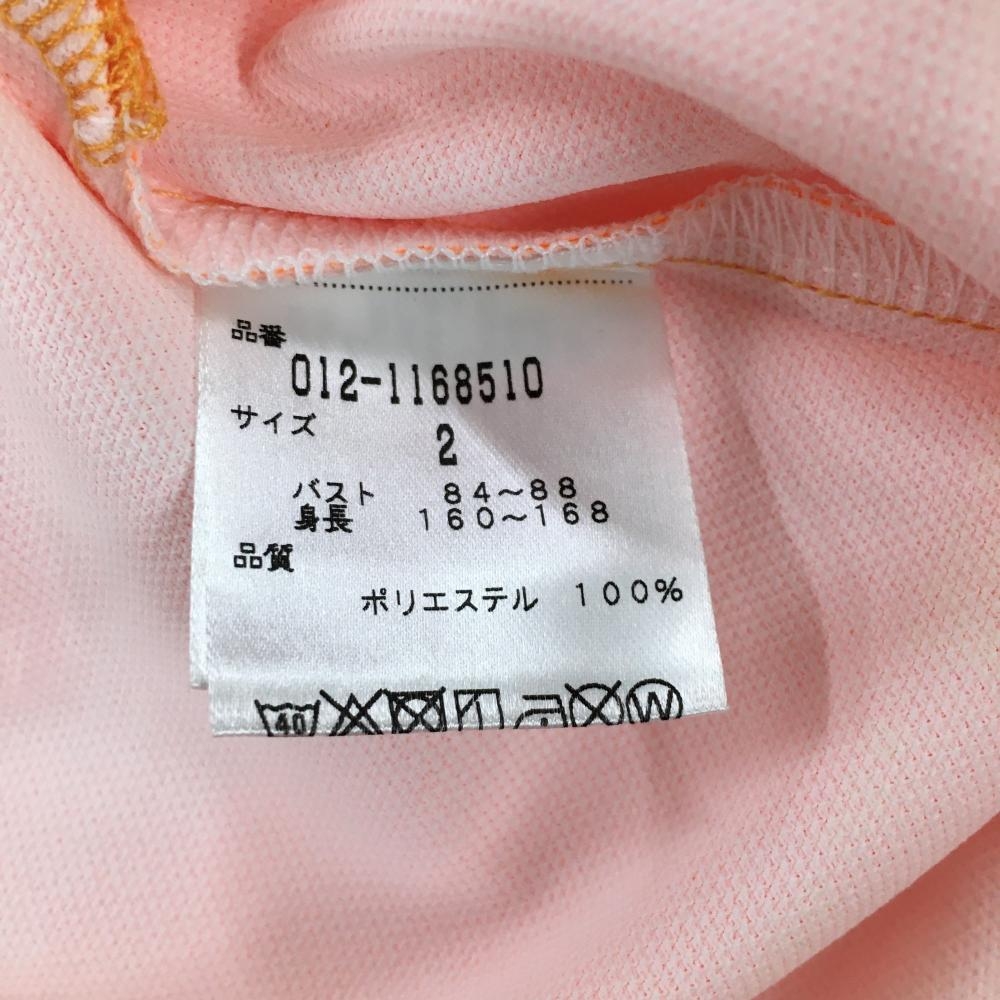 品番
012-1168510
サイズ
2
バスト 84～88
身長 160～168
品質
ポリエステル 100%
40 W